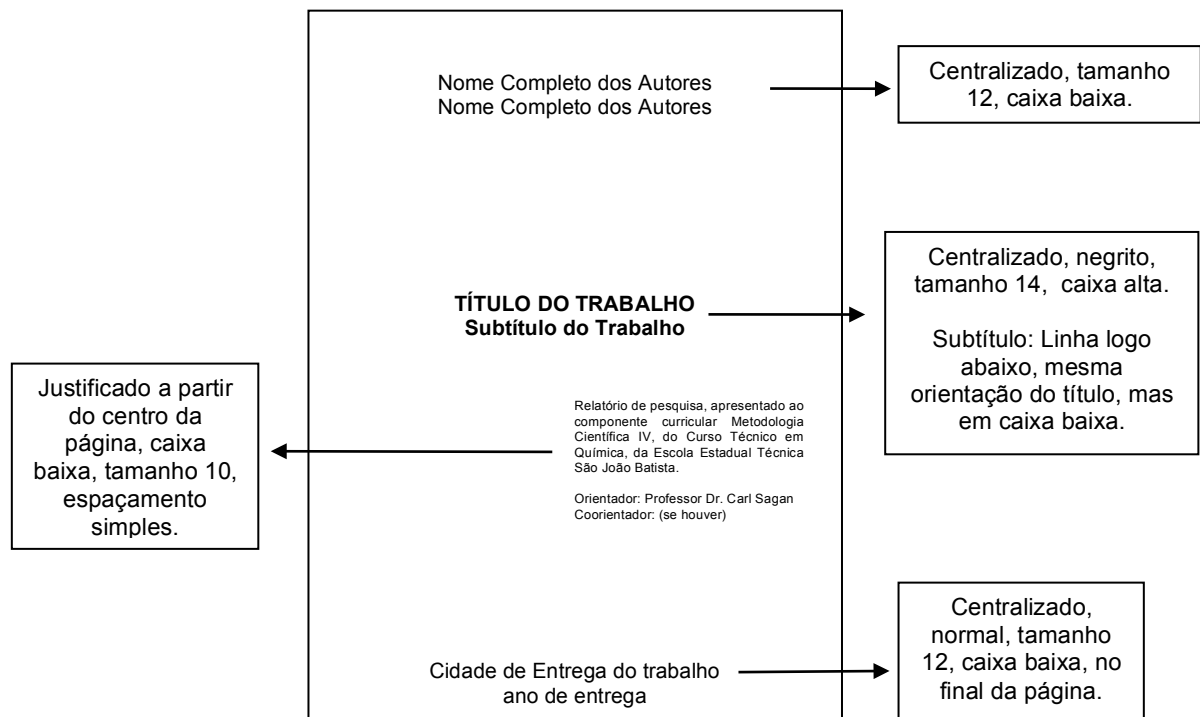 Nome Completo dos Autores
Nome Completo dos Autores
Centralizado, tamanho
12, caixa baixa.
TÍTULO DO TRABALHO
Subtítulo do Trabalho
Centralizado, negrito,
tamanho 14, caixa alta.
Subtítulo: Linha logo
abaixo, mesma
orientação do título, mas
em caixa baixa.
Justificado a partir
do centro da
página, caixa
baixa, tamanho 10,
espaçamento
simples.
Relatório de pesquisa, apresentado ao
componente curricular Metodologia
Científica IV, do Curso Técnico em
Química, da Escola Estadual Técnica
São João Batista.
Orientador: Professor Dr. Carl Sagan
Coorientador: (se houver)
Cidade de Entrega do trabalho
ano de entrega
Centralizado,
normal, tamanho
12, caixa baixa, no
final da página.